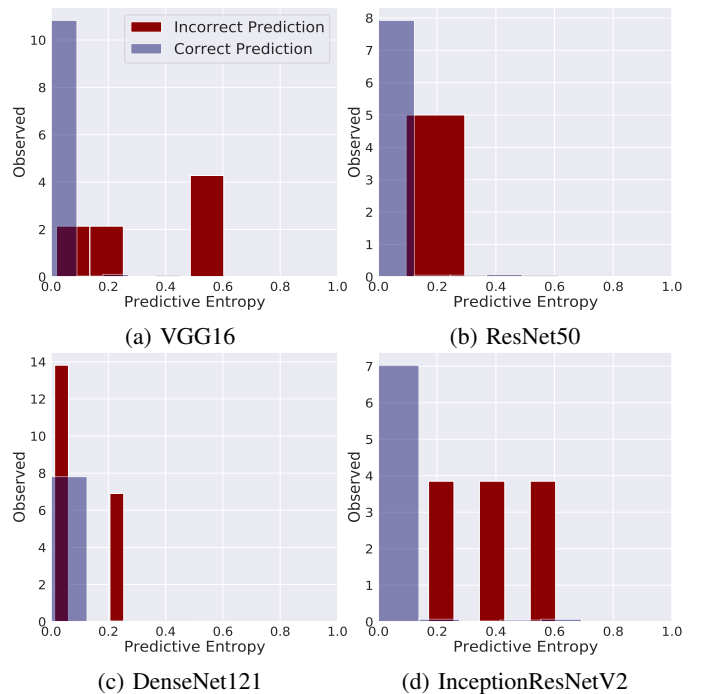 Incorrect Prediction
Correct Prediction
Observed
10
8
6
4
2
0
0.0 0.2 0.4 0.6 0.8 1.0
Predictive Entropy
(a) VGG16
Observed
8
7
6
5
4
3
2
1
0
0.0 0.2 0.4 0.6 0.8 1.0
Predictive Entropy
(b) ResNet50
Observed
14
12
10
8
6
4
2
0
0.0 0.2 0.4 0.6 0.8 1.0
Predictive Entropy
(c) DenseNet121
Observed
7
6
5
4
3
2
1
0
0.0 0.2 0.4 0.6 0.8 1.0
Predictive Entropy
(d) InceptionResNetV2